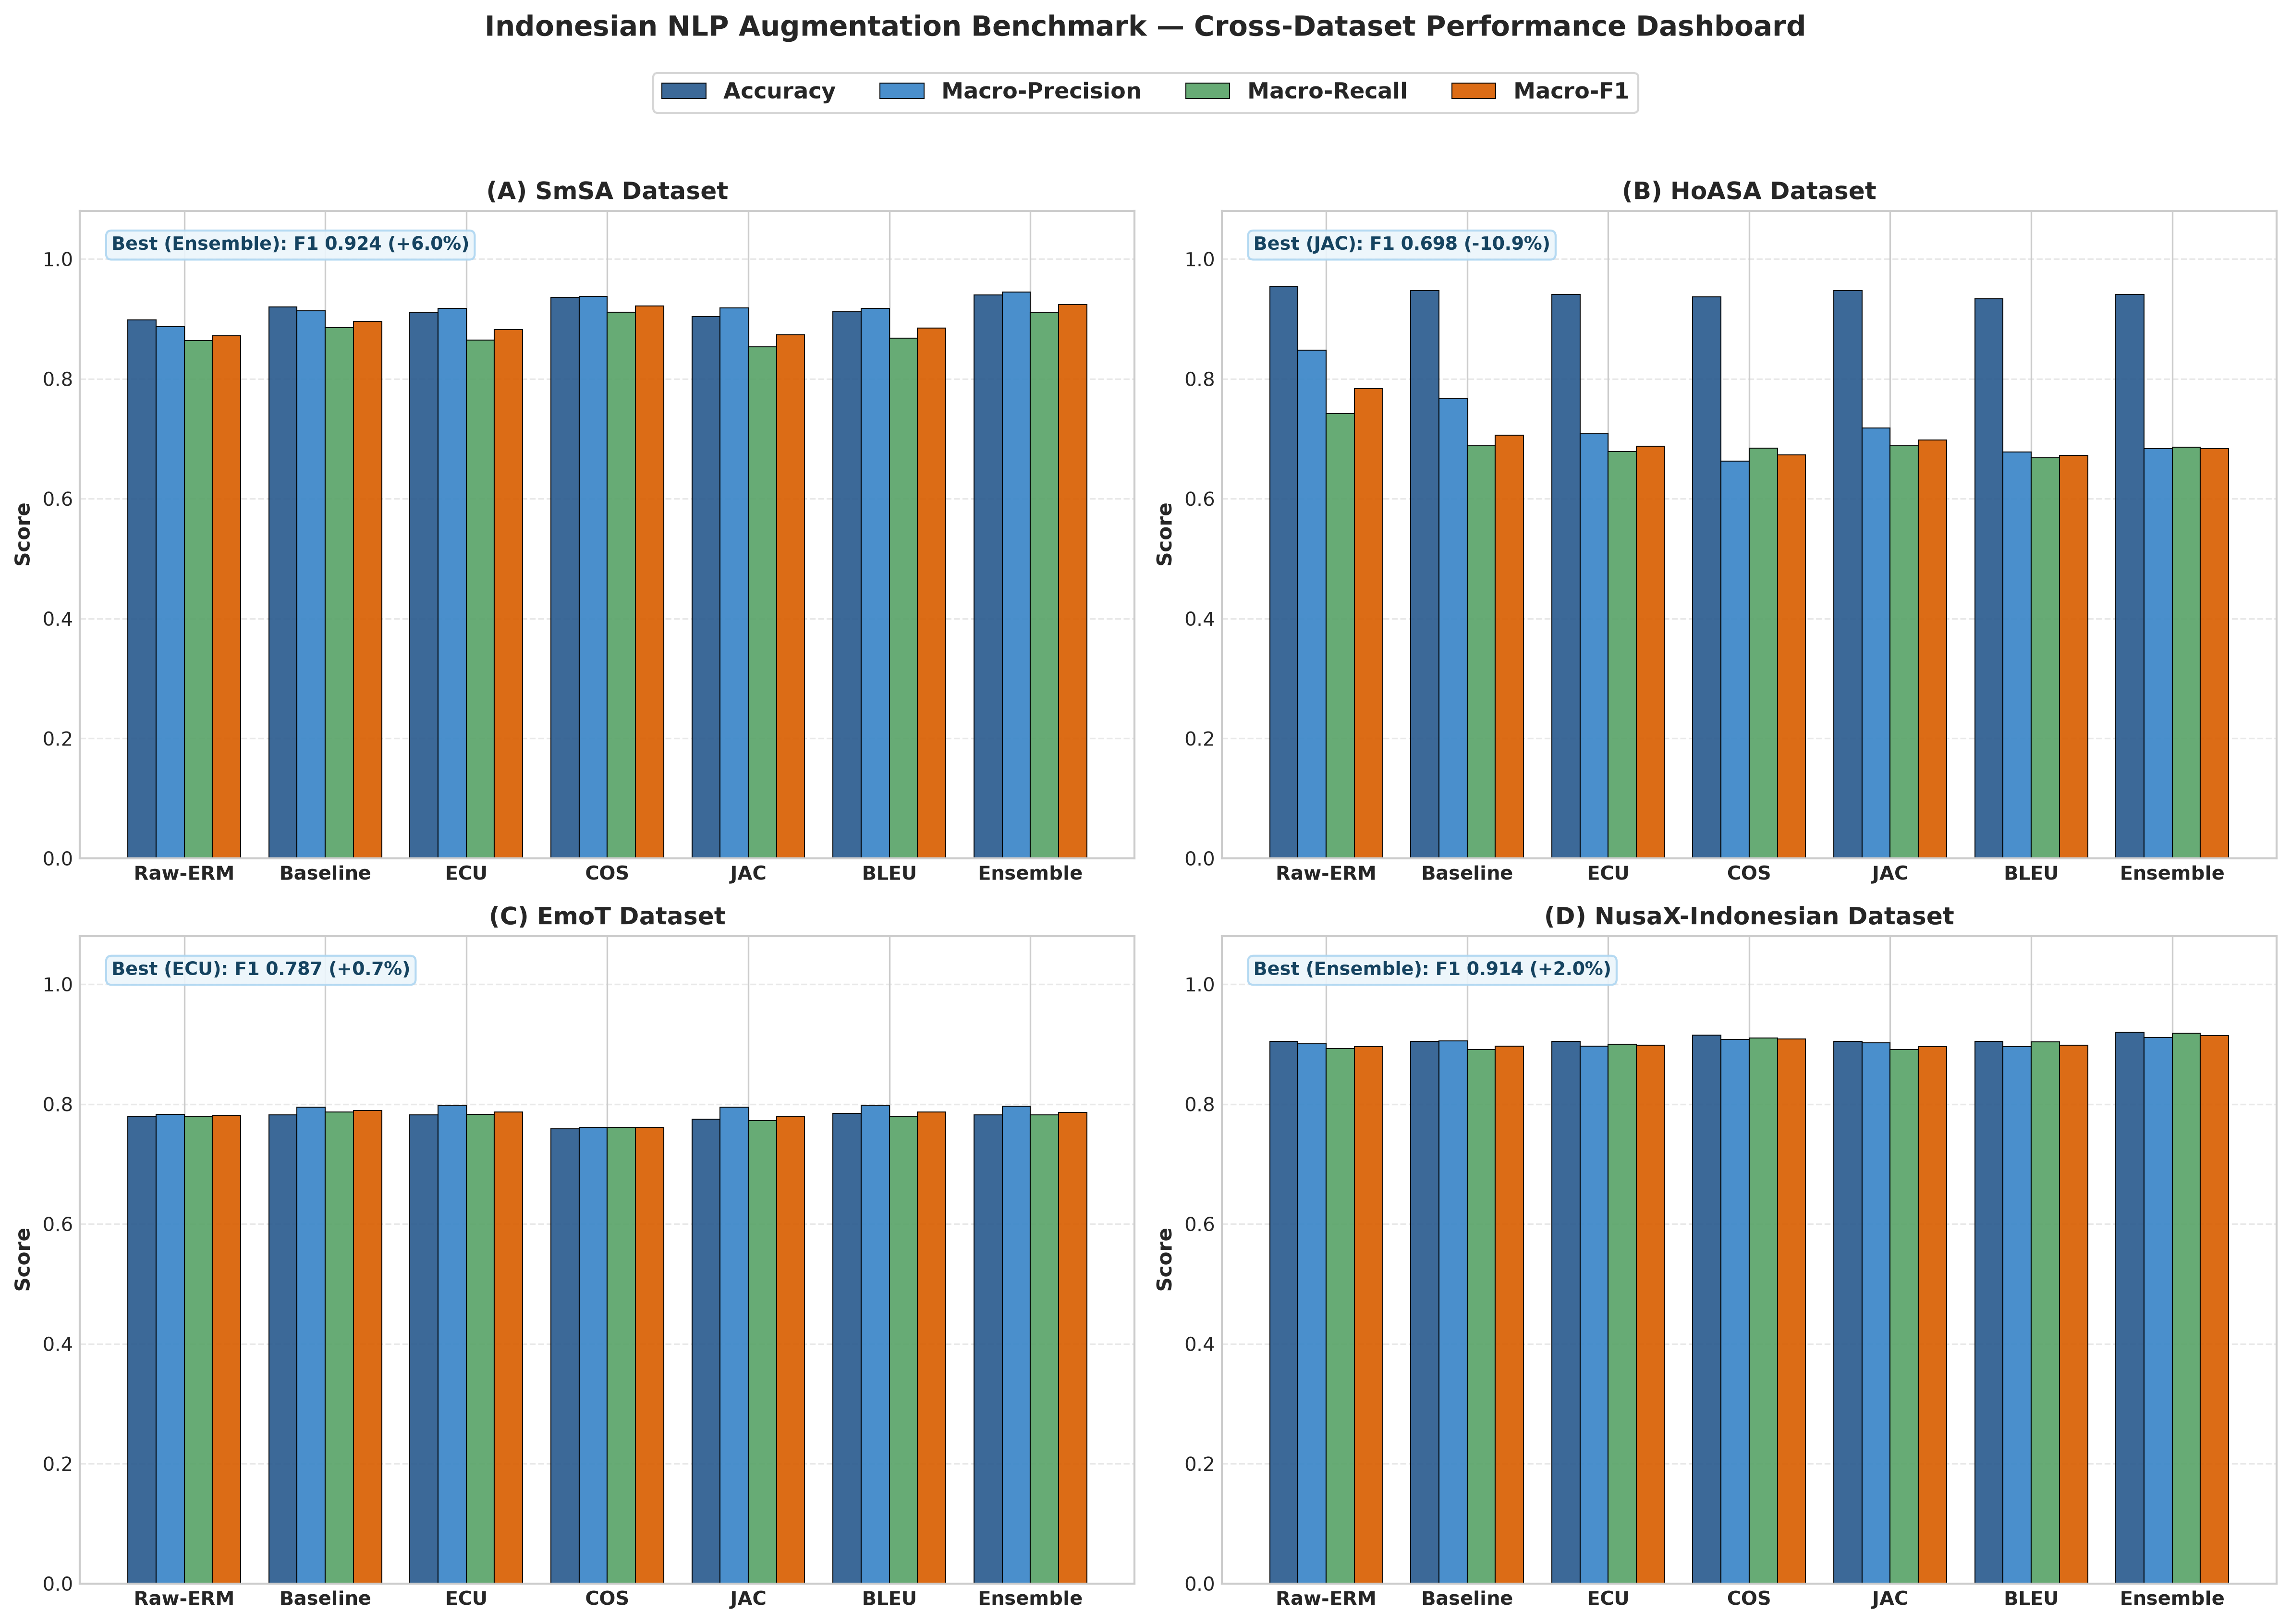 Indonesian NLP Augmentation Benchmark — Cross-Dataset Performance Dashboard
Accuracy Macro-Precision Macro-Recall Macro-F1
(A) SmSA Dataset
Best (Ensemble): F1 0.924 (+6.0%)
Score
1.0
0.8
0.6
0.4
0.2
0.0
Raw-ERM Baseline ECU COS JAC BLEU Ensemble
(B) HoASA Dataset
Best (JAC): F1 0.698 (-10.9%)
Score
1.0
0.8
0.6
0.4
0.2
0.0
Raw-ERM Baseline ECU COS JAC BLEU Ensemble
(C) EmoT Dataset
Best (ECU): F1 0.787 (+0.7%)
Score
1.0
0.8
0.6
0.4
0.2
0.0
Raw-ERM Baseline ECU COS JAC BLEU Ensemble
(D) NusaX-Indonesian Dataset
Best (Ensemble): F1 0.914 (+2.0%)
Score
1.0
0.8
0.6
0.4
0.2
0.0
Raw-ERM Baseline ECU COS JAC BLEU Ensemble